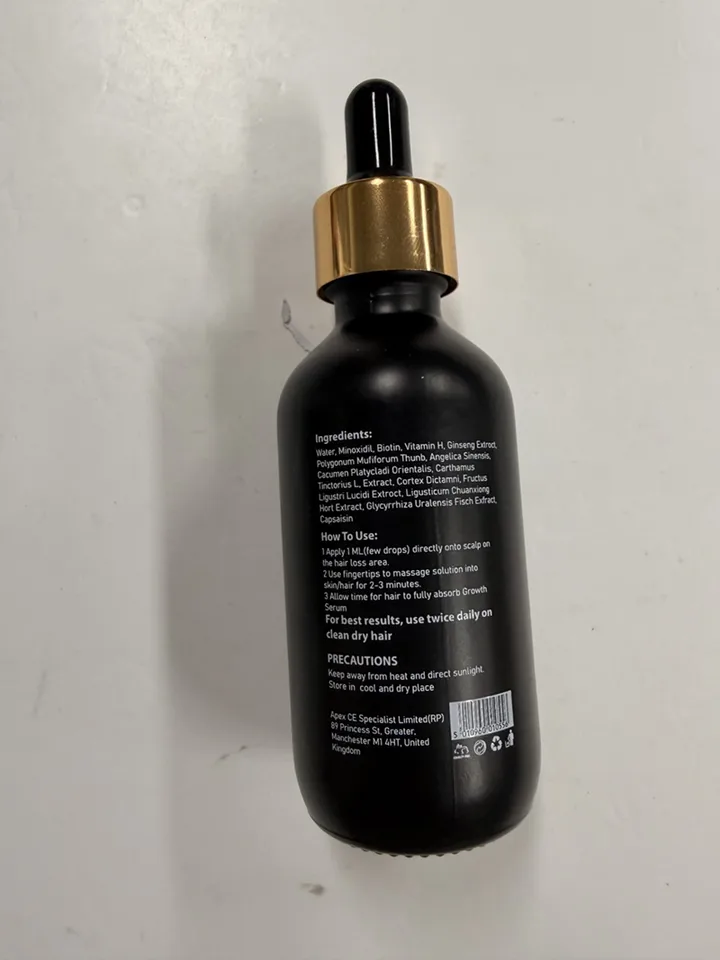 Ingredients:
Water, Minoxidil, Biotin, Vitamin H, Ginseng Extroct,
Polygonum Mufiforum Thunb, Angelica Sinensis,
Cacumen Platycladi Orientalis, Carthamus
Tinctorius L, Extract, Cortex Dictamni, Fructus
Ligustri Lucidi Extroct, Ligusticum Chuanxiong
Hort Extract, Glycyrrhiza Uralensis Fisch Exfract,
Capsaisin
How To Use:
1 Apply 1 ML(few drops) directly onto scalp on
the hair loss area.
2 Use fingertips to massage solution into
skin/hair for 2-3 minutes.
3 Allow time for hair to fully absorb Growth
Serum
For best results, use twice daily on
clean dry hair
PRECAUTIONS
Keep away from heat and direct sunlight.
Store in cool and dry place
Apex CE Specialist Limited(RP)
89 Princess St, Greater,
Manchester M1 4HT, United
Kingdom